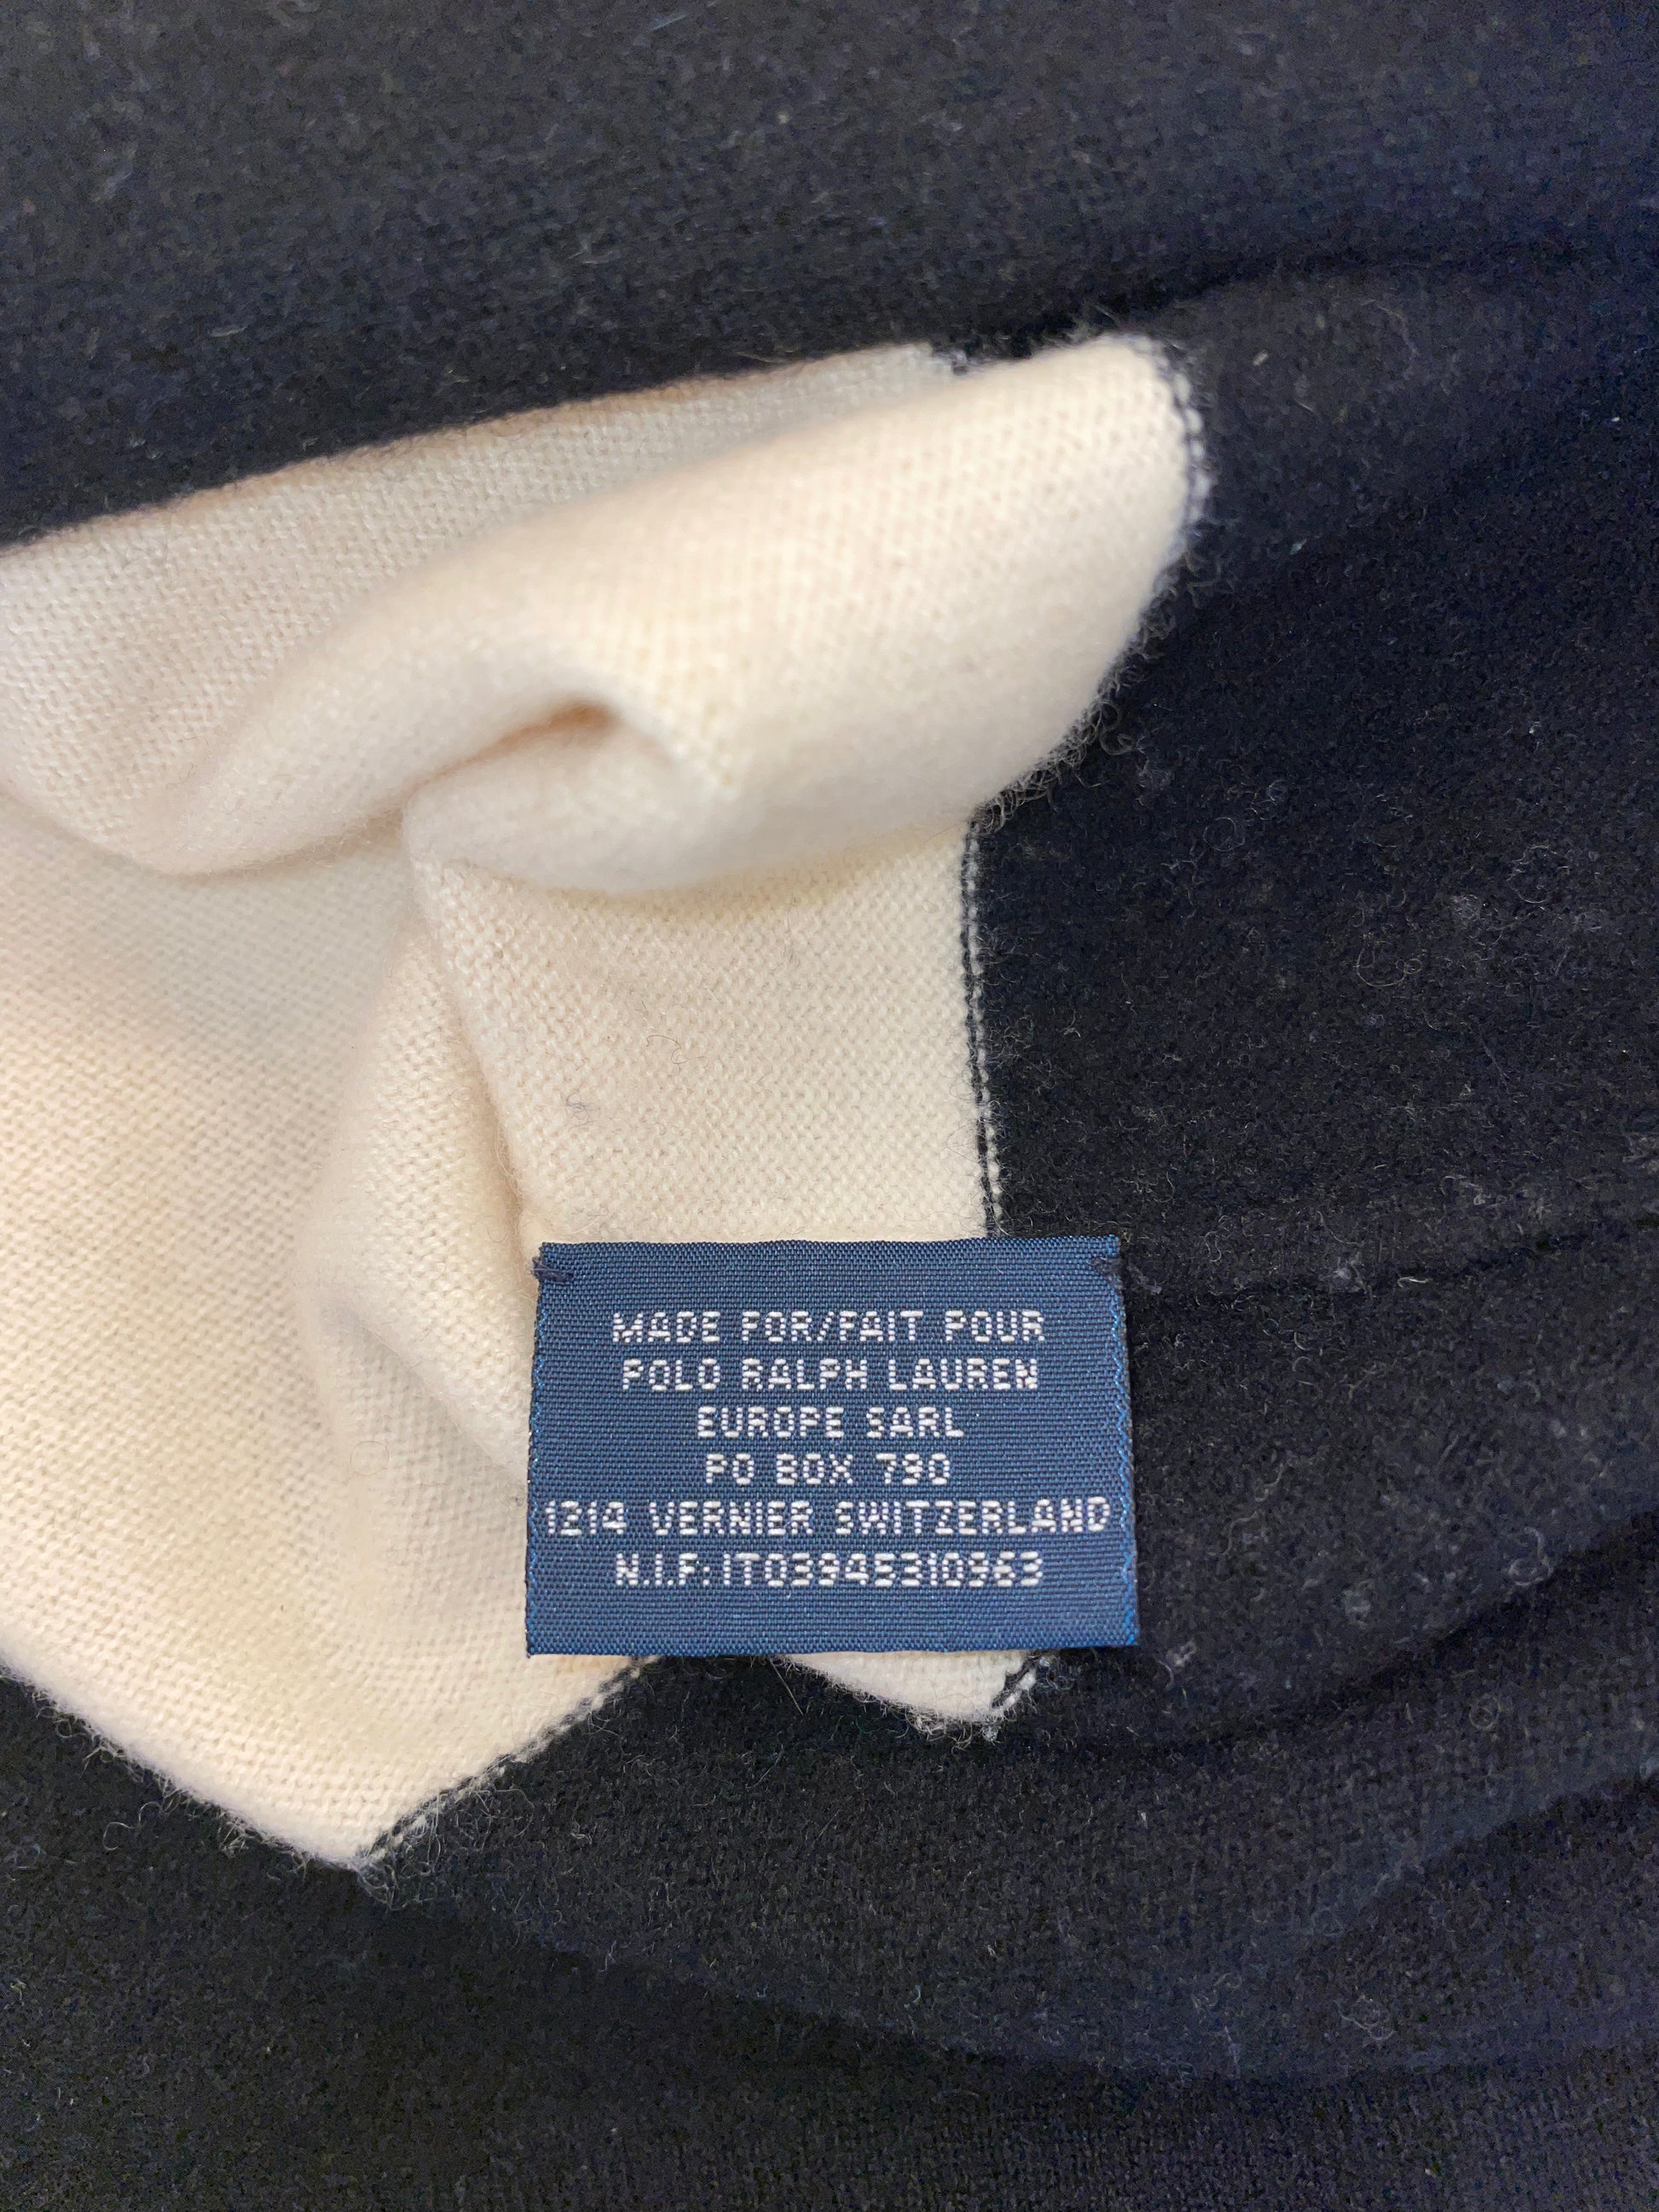 MADE FOR/FAIT POUR
POLO RALPH LAUREN
EUROPE SARL
PO BOX 790
1214 VERNIER SWITZERLAND
N.I.F:IT03945310963